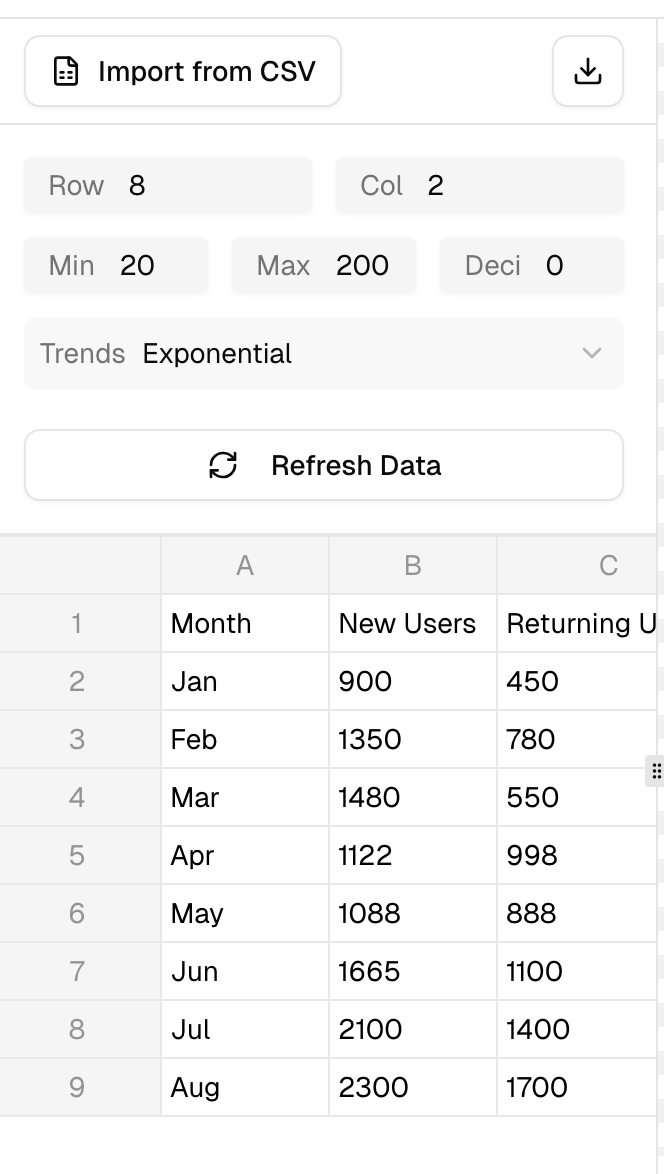 Import from CSV
Row 8 Col 2
Min 20 Max 200 Deci 0
Trends Exponential
Refresh Data
A B C
1 Month New Users Returning U
2 Jan 900 450
3 Feb 1350 780
4 Mar 1480 550
5 Apr 1122 998
6 May 1088 888
7 Jun 1665 1100
8 Jul 2100 1400
9 Aug 2300 1700